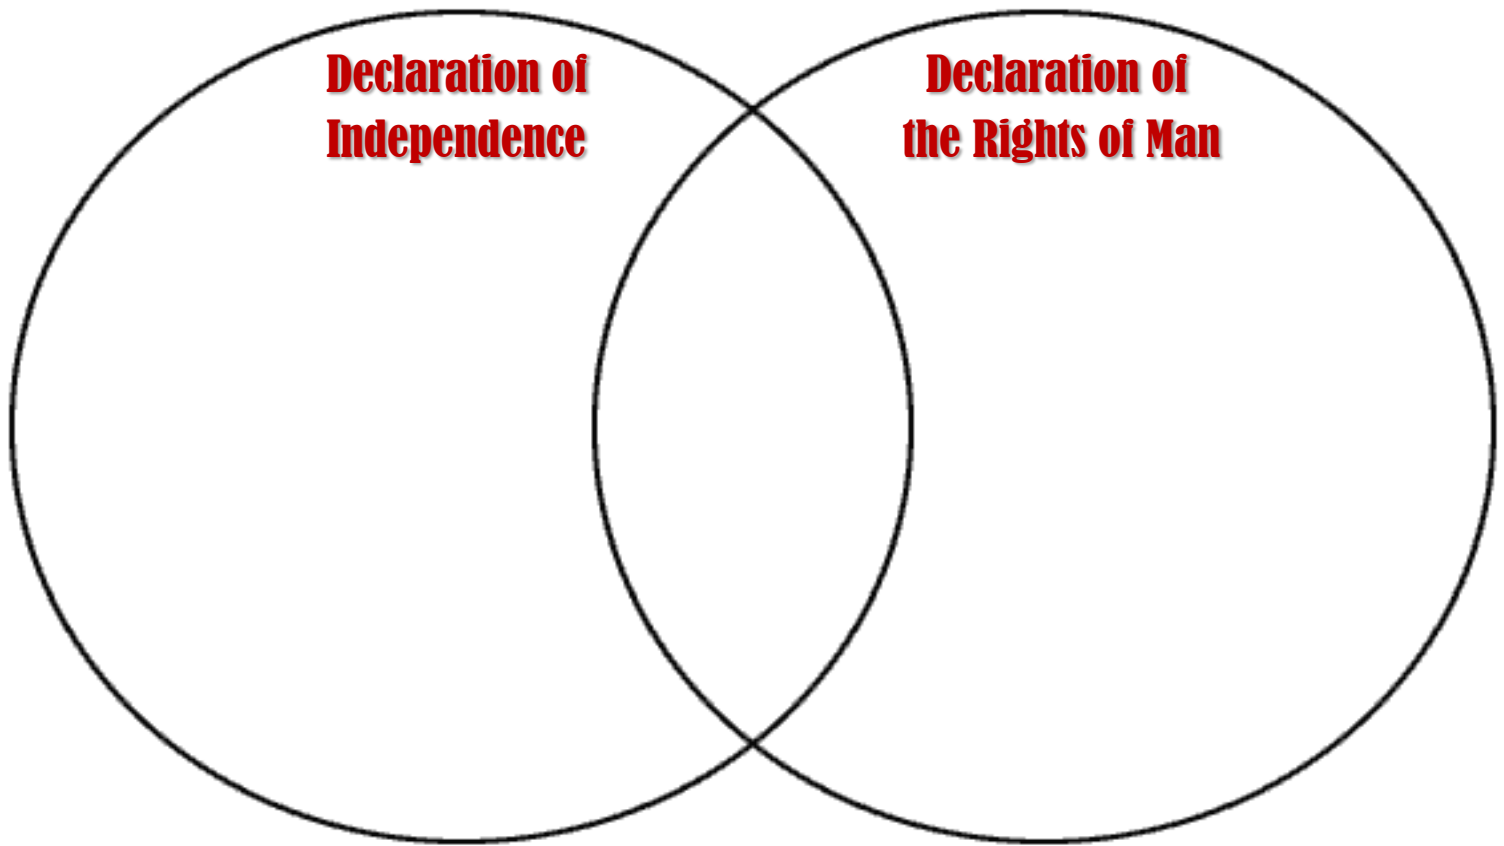 Declaration of
Independence
Declaration of
the Rights of Man